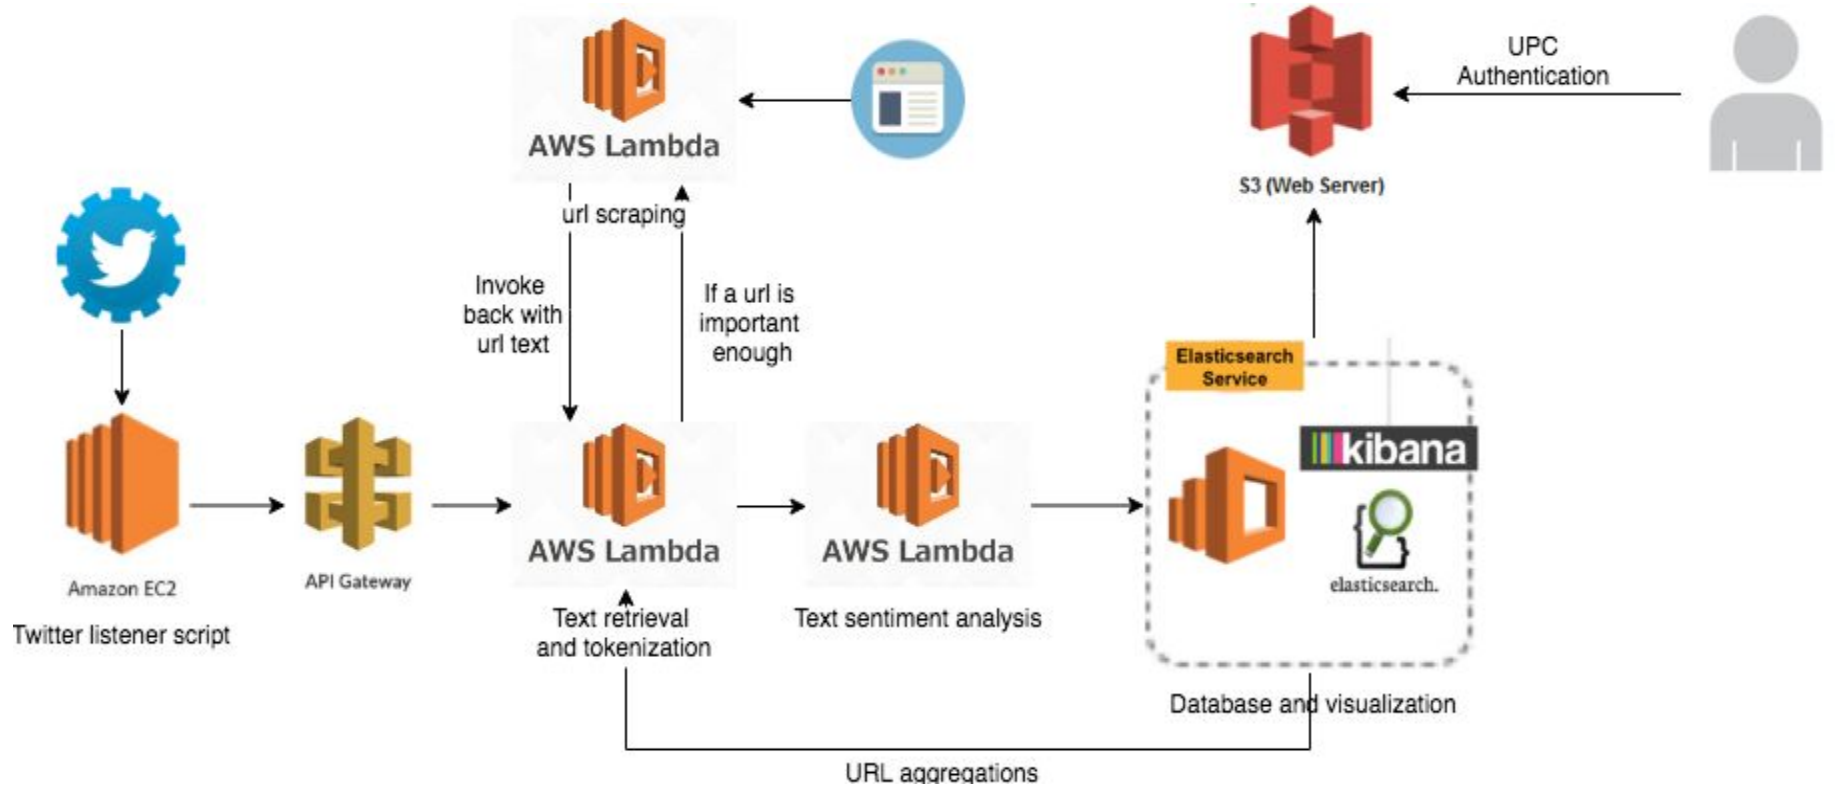 AWS Lambda
UPC
Authentication
S3 (Web Server)
url scraping
Invoke
back with
url text
If a url is
important
enough
Elasticsearch
Service
kibana
elasticsearch.
Amazon EC2
Twitter listener script
API Gateway
AWS Lambda
Text retrieval
and tokenization
AWS Lambda
Text sentiment analysis
Database and visualization
URL aggregations